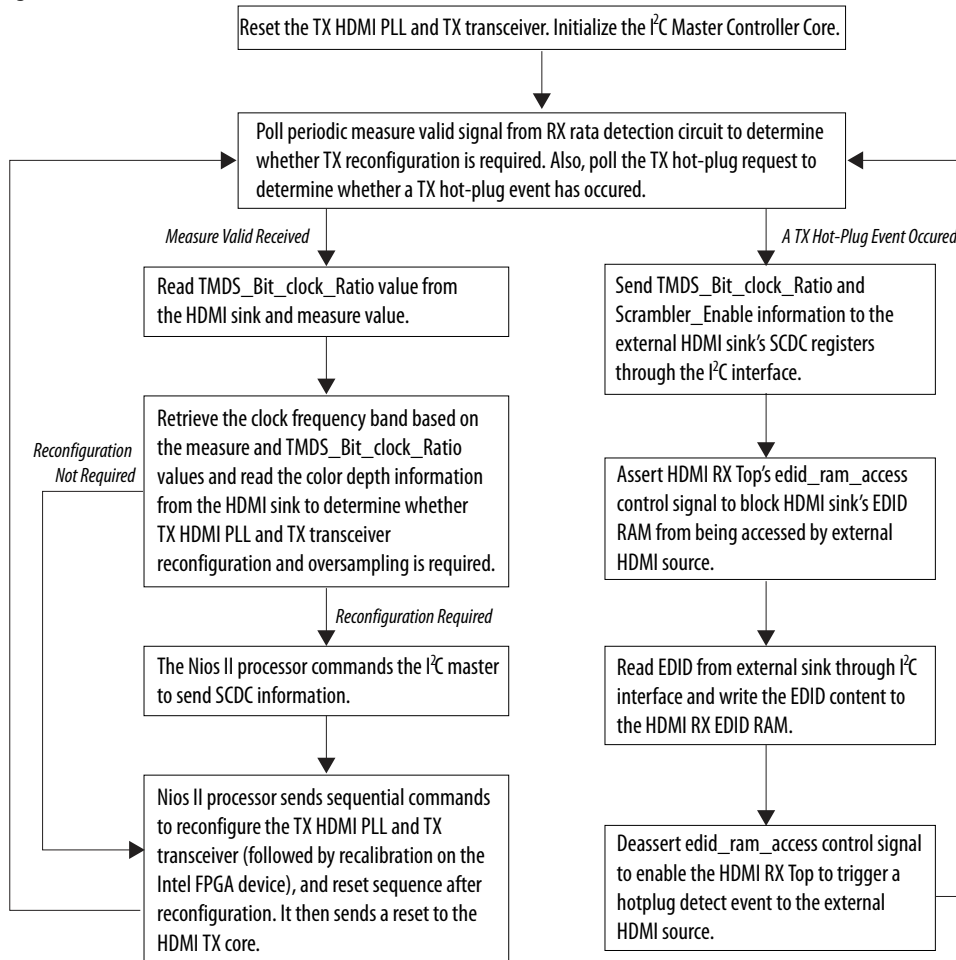 Reset the TX HDMI PLL and TX transceiver. Initialize the I²C Master Controller Core.
Poll periodic measure valid signal from RX rata detection circuit to determine
whether TX reconfiguration is required. Also, poll the TX hot-plug request to
determine whether a TX hot-plug event has occured.
Measure Valid Received
Read TMDS_Bit_clock_Ratio value from
the HDMI sink and measure value.
Retrieve the clock frequency band based on
the measure and TMDS_Bit_clock_Ratio
values and read the color depth information
from the HDMI sink to determine whether
TX HDMI PLL and TX transceiver
reconfiguration and oversampling is required.
Reconfiguration
Not Required
Reconfiguration Required
The Nios II processor commands the I²C master
to send SCDC information.
Nios II processor sends sequential commands
to reconfigure the TX HDMI PLL and TX
transceiver (followed by recalibration on the
Intel FPGA device), and reset sequence after
reconfiguration. It then sends a reset to the
HDMI TX core.
A TX Hot-Plug Event Occured
Send TMDS_Bit_clock_Ratio and
Scrambler_Enable information to the
external HDMI sink's SCDC registers
through the I²C interface.
Assert HDMI RX Top's edid_ram_access
control signal to block HDMI sink's EDID
RAM from being accessed by external
HDMI source.
Read EDID from external sink through I²C
interface and write the EDID content to
the HDMI RX EDID RAM.
Deassert edid_ram_access control signal
to enable the HDMI RX Top to trigger a
hotplug detect event to the external
HDMI source.